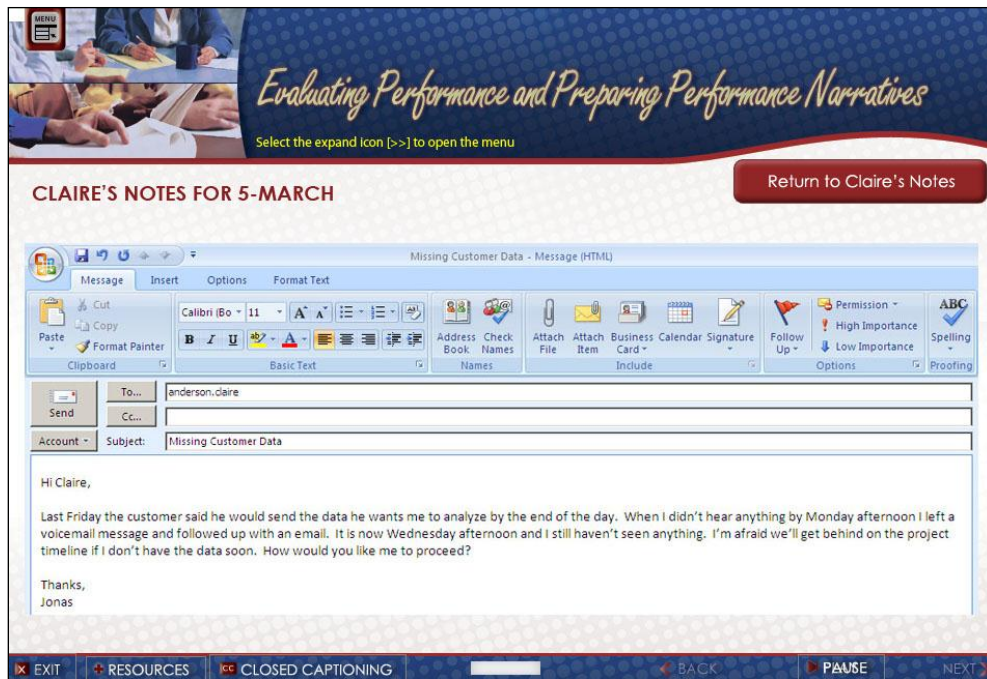 MENU
Evaluating Performance and Preparing Performance Narratives
Select the expand icon [>>] to open the menu
CLAIRE'S NOTES FOR 5-MARCH
Return to Claire's Notes
Missing Customer Data - Message (HTML)
Message Insert Options Format Text
Paste
Cut
Copy
Format Painter
Clipboard
Calibri (Bo 11
B I U
Basic Text
Address Book
Check Names
Names
Attach File
Attach Item
Business Card
Calendar
Signature
Include
Follow Up
Permission
High Importance
Low Importance
Options
ABC
Spelling
Proofing
Send
To... anderson.claire
Cc...
Account Subject: Missing Customer Data
Hi Claire,
Last Friday the customer said he would send the data he wants me to analyze by the end of the day. When I didn't hear anything by Monday afternoon I left a
voicemail message and followed up with an email. It is now Wednesday afternoon and I still haven't seen anything. I'm afraid we'll get behind on the project
timeline if I don't have the data soon. How would you like me to proceed?
Thanks,
Jonas
EXIT RESOURCES CC CLOSED CAPTIONING BACK PAUSE NEXT